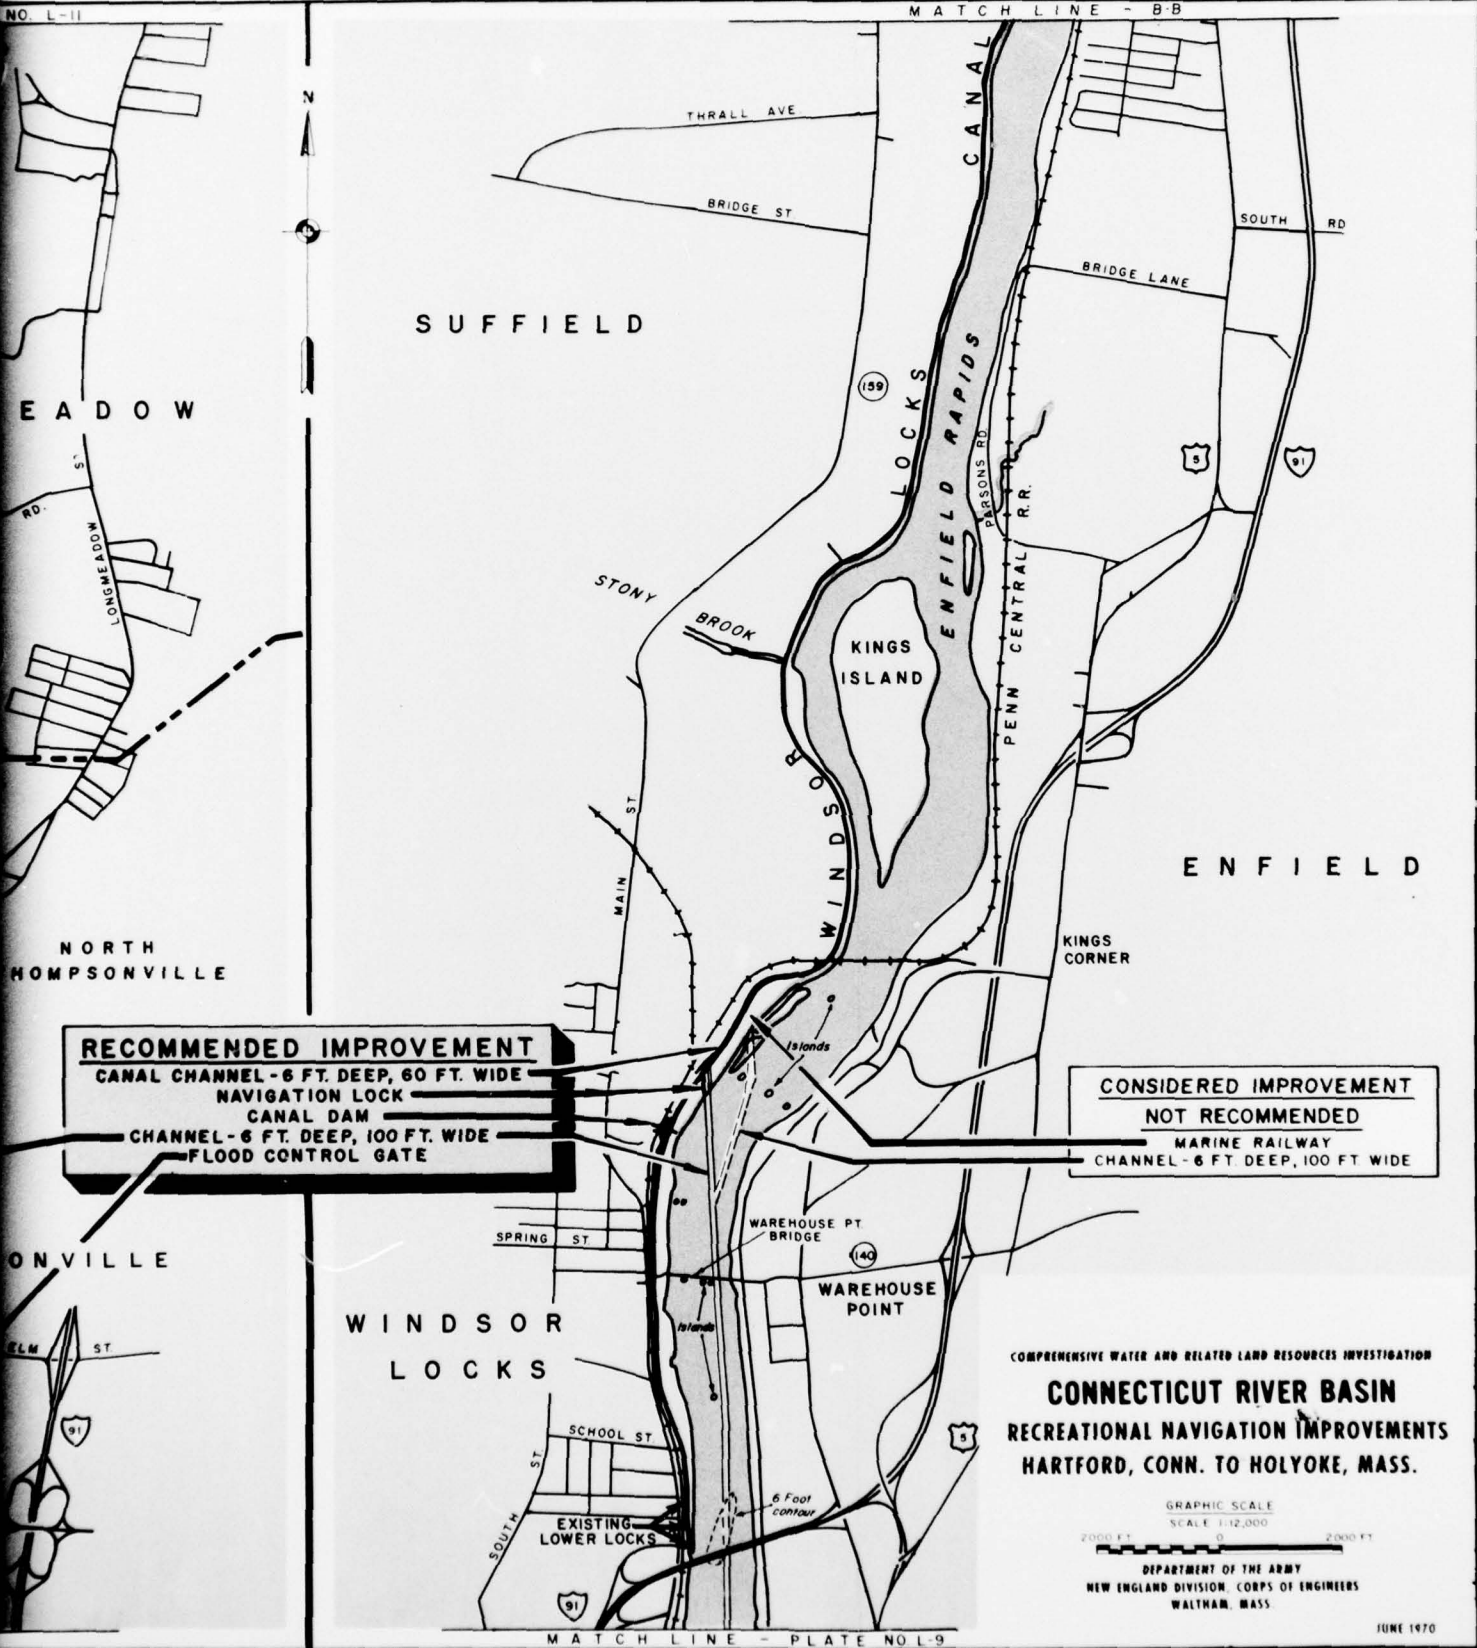 NO. L-11
MATCH LINE - B-B
N
THRALL AVE.
BRIDGE ST.
CANAL
SOUTH RD
BRIDGE LANE
SUFFIELD
159
LOCKS
ENFIELD RAPIDS
PARSONS RD.
5
91
EADOW
ST.
RD.
LONGMEADOW
STONY
BROOK
KINGS
ISLAND
PENN CENTRAL R.R.
WINDSOR
MAIN ST
ENFIELD
NORTH
HOMPSONVILLE
KINGS
CORNER
RECOMMENDED IMPROVEMENT
CANAL CHANNEL - 6 FT. DEEP, 60 FT. WIDE
NAVIGATION LOCK
CANAL DAM
CHANNEL - 6 FT. DEEP, 100 FT. WIDE
FLOOD CONTROL GATE
Islands
CONSIDERED IMPROVEMENT
NOT RECOMMENDED
MARINE RAILWAY
CHANNEL - 6 FT. DEEP, 100 FT. WIDE
SPRING ST.
WAREHOUSE PT.
BRIDGE
140
WAREHOUSE
POINT
ONVILLE
ELM ST.
91
WINDSOR
LOCKS
Islands
SCHOOL ST.
SOUTH ST.
EXISTING
LOWER LOCKS
6 Foot
contour
5
91
COMPREHENSIVE WATER AND RELATED LAND RESOURCES INVESTIGATION
CONNECTICUT RIVER BASIN
RECREATIONAL NAVIGATION IMPROVEMENTS
HARTFORD, CONN. TO HOLYOKE, MASS.
GRAPHIC SCALE
SCALE 1:12,000
2000 FT. 0 2000 FT.
DEPARTMENT OF THE ARMY
NEW ENGLAND DIVISION, CORPS OF ENGINEERS
WALTHAM, MASS.
JUNE 1970
MATCH LINE - PLATE NO L-9